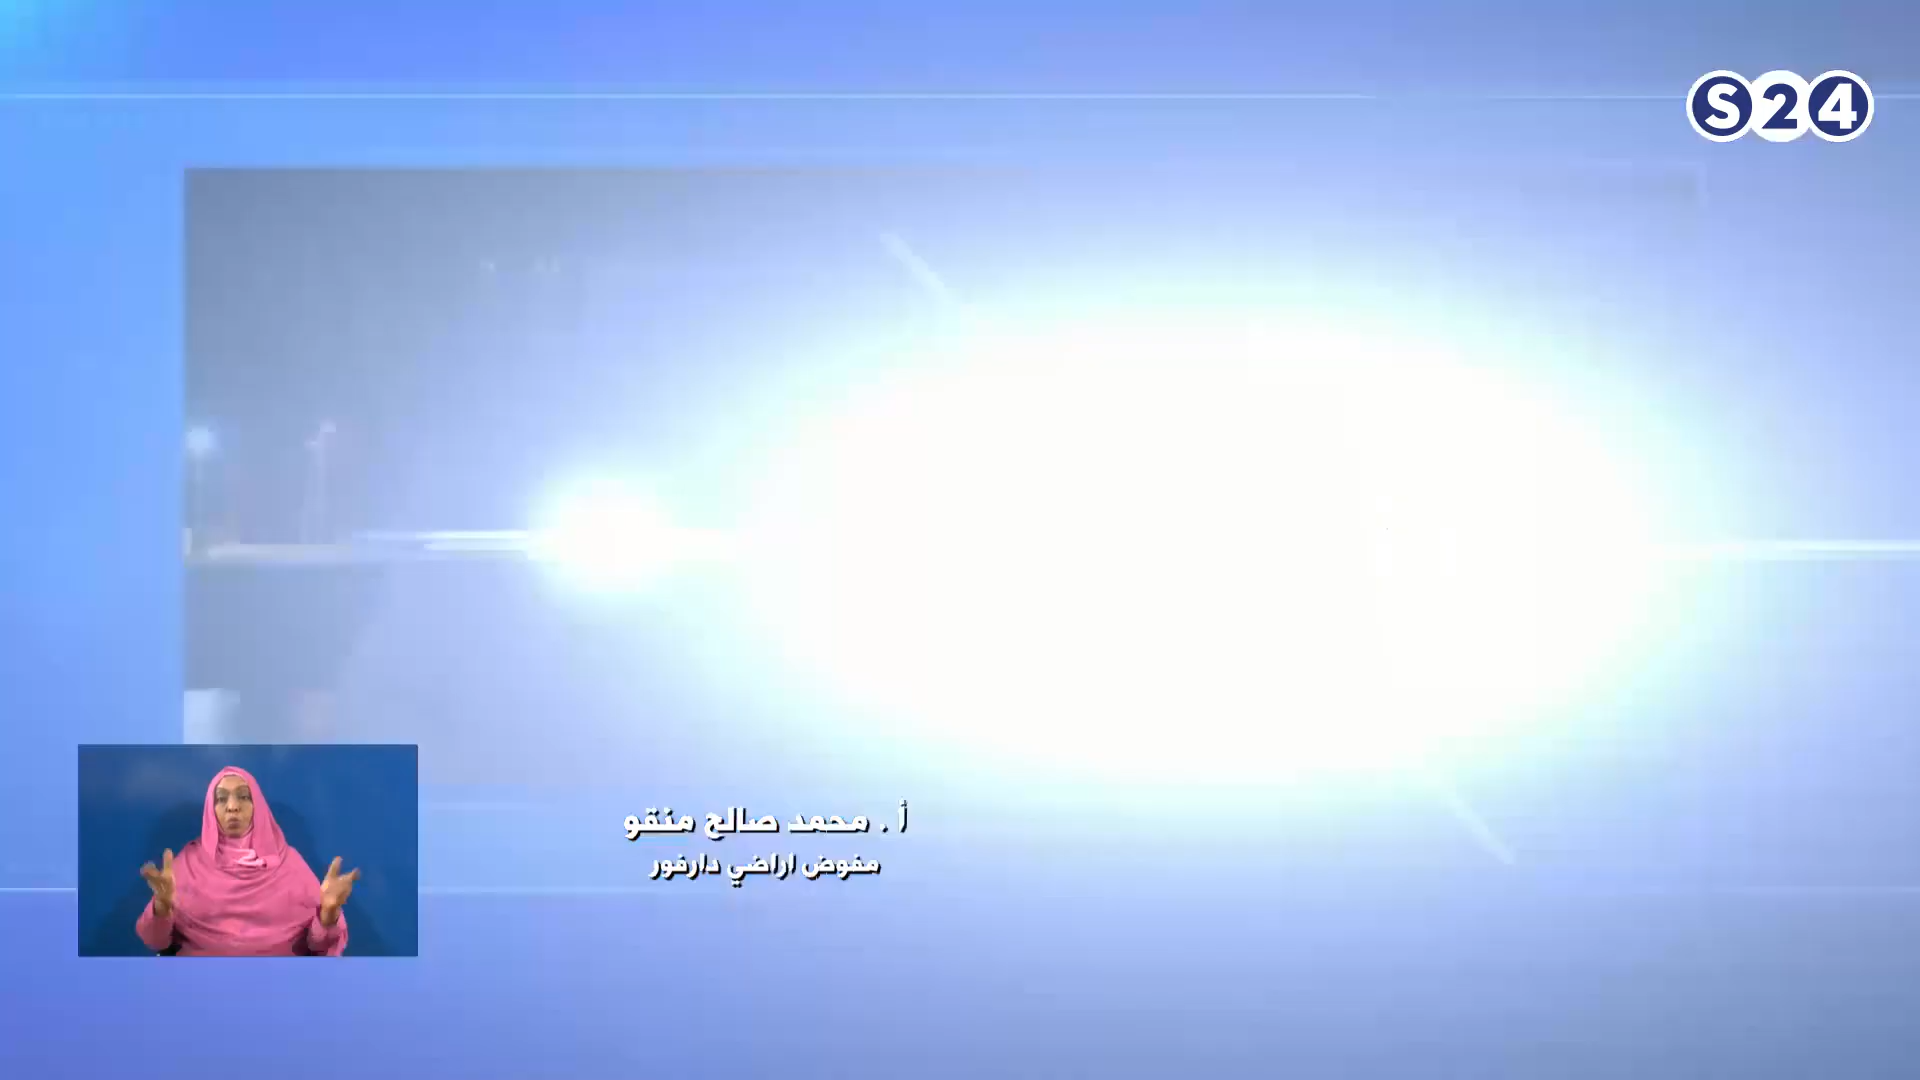 S24
أ . محمد صالح منقو
مفوض اراضي دارفور